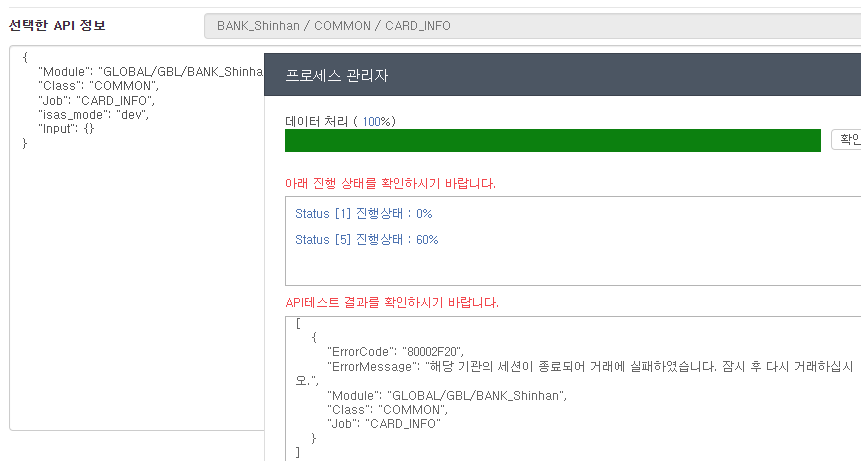 선택한 API 정보
BANK_Shinhan / COMMON / CARD_INFO
{
"Module": "GLOBAL/GBL/BANK_Shinha
"Class": "COMMON",
"Job": "CARD_INFO",
"isas_mode": "dev",
"Input": {}
}
프로세스 관리자
데이터 처리 ( 100%)
확인
아래 진행 상태를 확인하시기 바랍니다.
Status [1] 진행상태 : 0%
Status [5] 진행상태 : 60%
API테스트 결과를 확인하시기 바랍니다.
[
{
"ErrorCode": "80002F20",
"ErrorMessage": "해당 기관의 세션이 종료되어 거래에 실패하였습니다. 잠시 후 다시 거래하십시
오.",
"Module": "GLOBAL/GBL/BANK_Shinhan",
"Class": "COMMON",
"Job": "CARD_INFO"
}
]